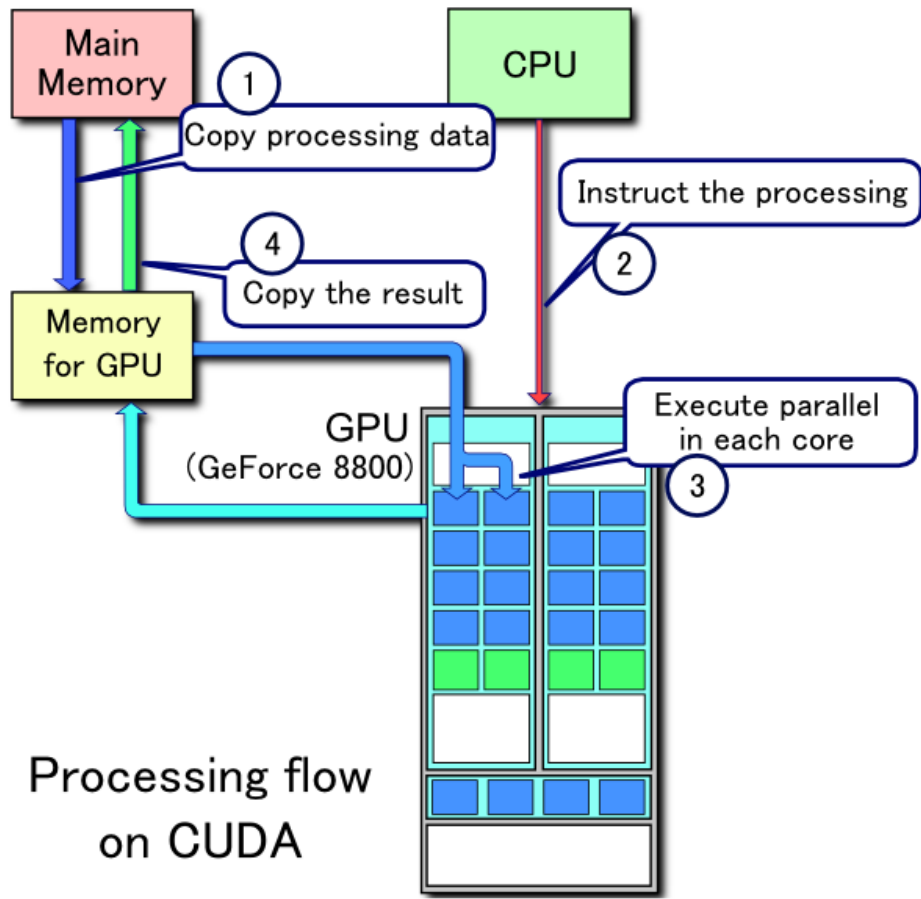 Main
Memory
CPU
1
Copy processing data
Instruct the processing
2
4
Copy the result
Memory
for GPU
GPU
(GeForce 8800)
Execute parallel
in each core
3
Processing flow
on CUDA